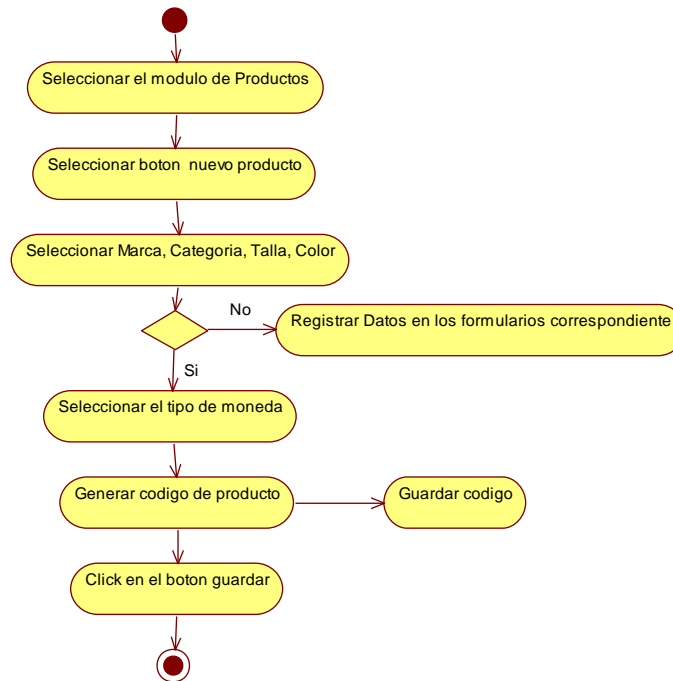 Seleccionar el modulo de Productos
Seleccionar boton nuevo producto
Seleccionar Marca, Categoria, Talla, Color
No
Registrar Datos en los formularios correspondiente
Si
Seleccionar el tipo de moneda
Generar codigo de producto
Guardar codigo
Click en el boton guardar